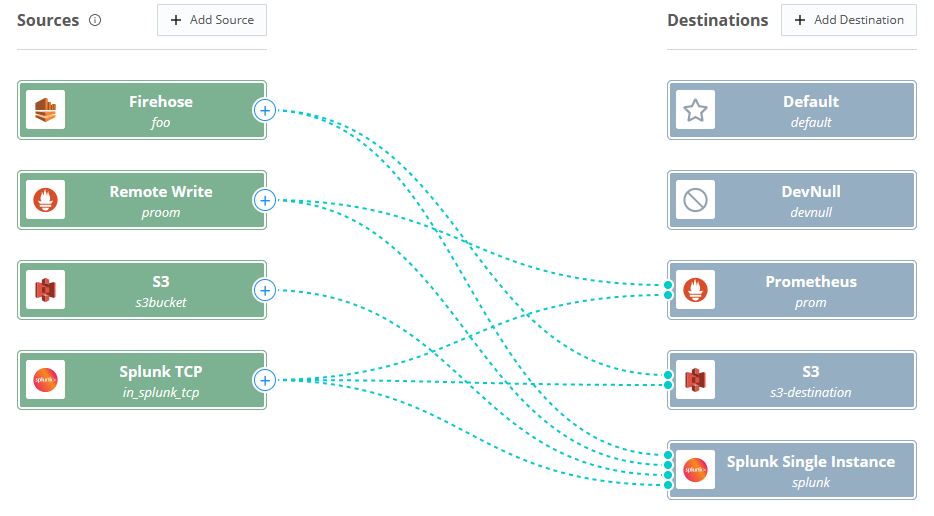 Sources
Add Source
Destinations
Add Destination
Firehose
foo
Default
default
Remote Write
proom
DevNull
devnull
S3
s3bucket
Prometheus
prom
Splunk TCP
in_splunk_tcp
splunk>
S3
s3-destination
Splunk Single Instance
splunk
splunk>